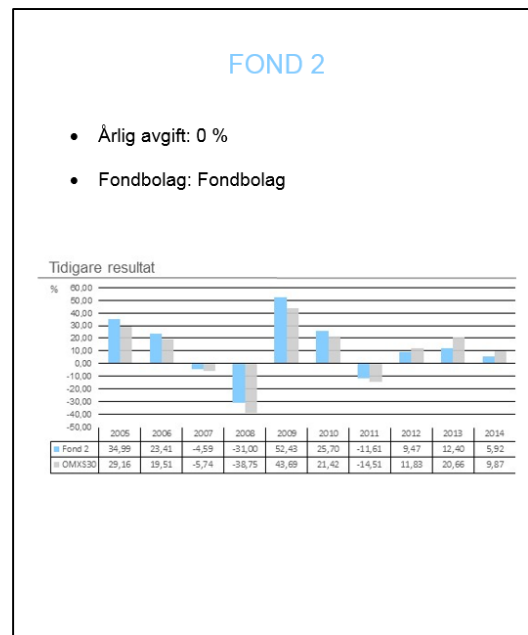 FOND 2
• Årlig avgift: 0 %
• Fondbolag: Fondbolag
Tidigare resultat
%
60,00
50,00
40,00
30,00
20,00
10,00
0,00
-10,00
-20,00
-30,00
-40,00
-50,00
2005 2006 2007 2008 2009 2010 2011 2012 2013 2014
Fond 2 34,99 23,41 -4,59 -31,00 52,43 25,70 -11,61 9,47 12,40 5,92
OMXS30 29,16 19,51 -5,74 -38,75 43,69 21,42 -14,51 11,83 20,66 9,87